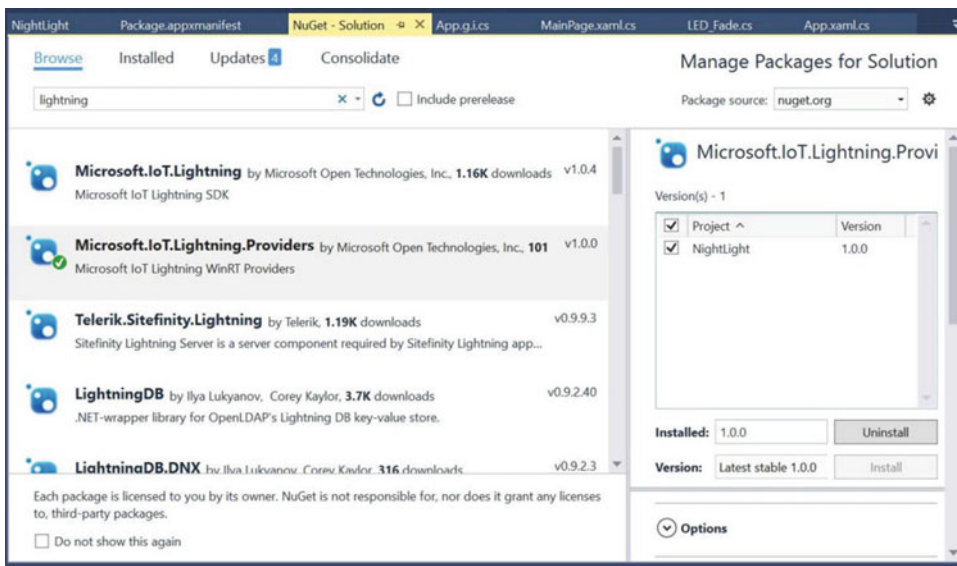 NightLight Package.appxmanifest NuGet - Solution App.g.i.cs MainPage.xaml.cs LED_Fade.cs App.xaml.cs
Browse Installed Updates 4 Consolidate
Manage Packages for Solution
lightning
Include prerelease
Package source: nuget.org
Microsoft.IoT.Lightning by Microsoft Open Technologies, Inc., 1.16K downloads v1.0.4
Microsoft IoT Lightning SDK
Microsoft.IoT.Lightning.Providers by Microsoft Open Technologies, Inc., 101 v1.0.0
Microsoft IoT Lightning WinRT Providers
Telerik.Sitefinity.Lightning by Telerik, 1.19K downloads v0.9.9.3
Sitefinity Lightning Server is a server component required by Sitefinity Lightning app...
LightningDB by Ilya Lukyanov, Corey Kaylor, 3.7K downloads v0.9.2.40
.NET-wrapper library for OpenLDAP's Lightning DB key-value store.
LightningDB.DNX by Ilya Lukyanov, Corey Kaylor, 316 downloads v0.9.2.3
Each package is licensed to you by its owner. NuGet is not responsible for, nor does it grant any licenses
to, third-party packages.
Do not show this again
Microsoft.IoT.Lightning.Provi
Version(s) - 1
Project Version
NightLight 1.0.0
Installed: 1.0.0 Uninstall
Version: Latest stable 1.0.0 Install
Options